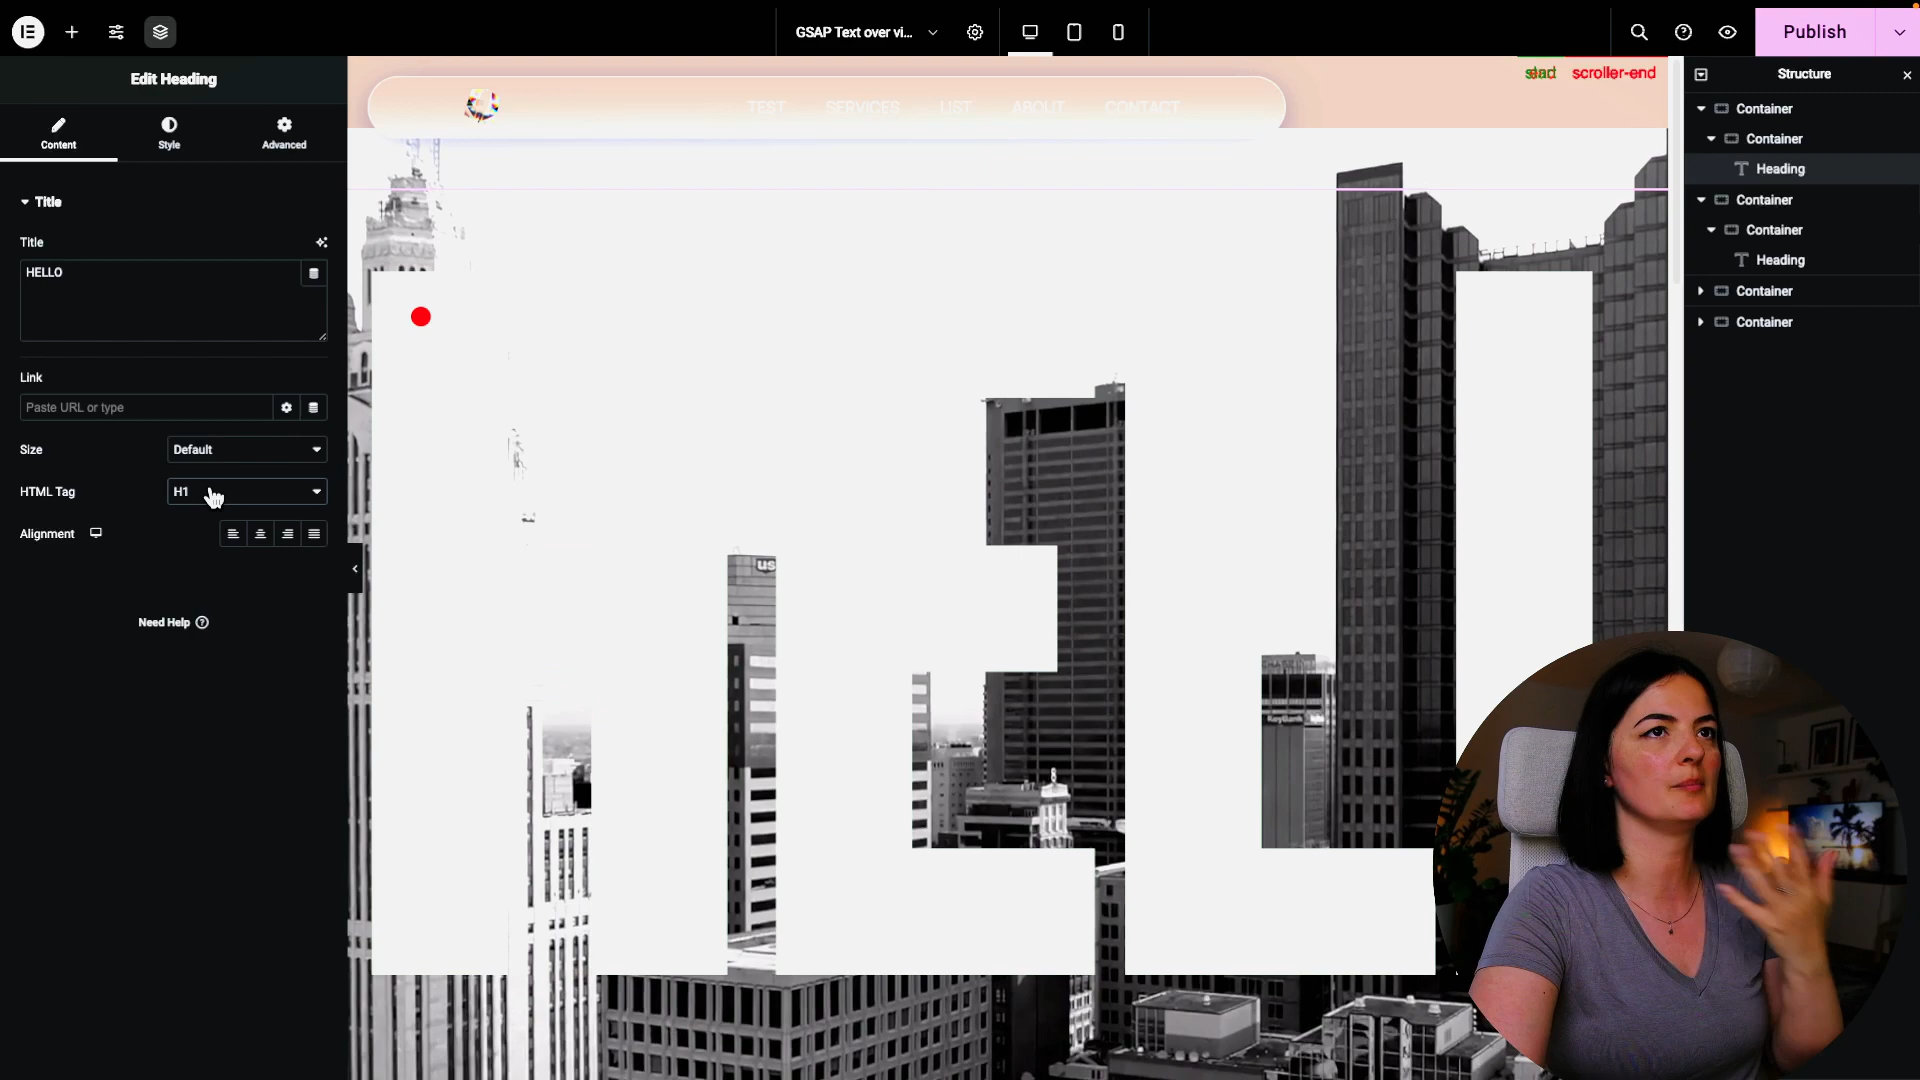 GSAP Text over vi...
Publish
Edit Heading
Content
Style
Advanced
Title
Title
HELLO
Link
Paste URL or type
Size
Default
HTML Tag
H1
Alignment
Need Help
TEST
SERVICES
LIST
ABOUT
CONTACT
scroller-end
us
KeyBank
HELL
Structure
Container
Container
Heading
Container
Container
Heading
Container
Container